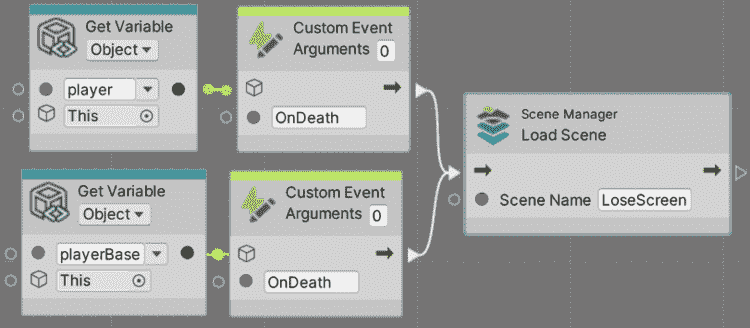 Get Variable
Object
player
This
Custom Event
Arguments 0
OnDeath
Scene Manager
Load Scene
Scene Name LoseScreen
Get Variable
Object
playerBase
This
Custom Event
Arguments 0
OnDeath